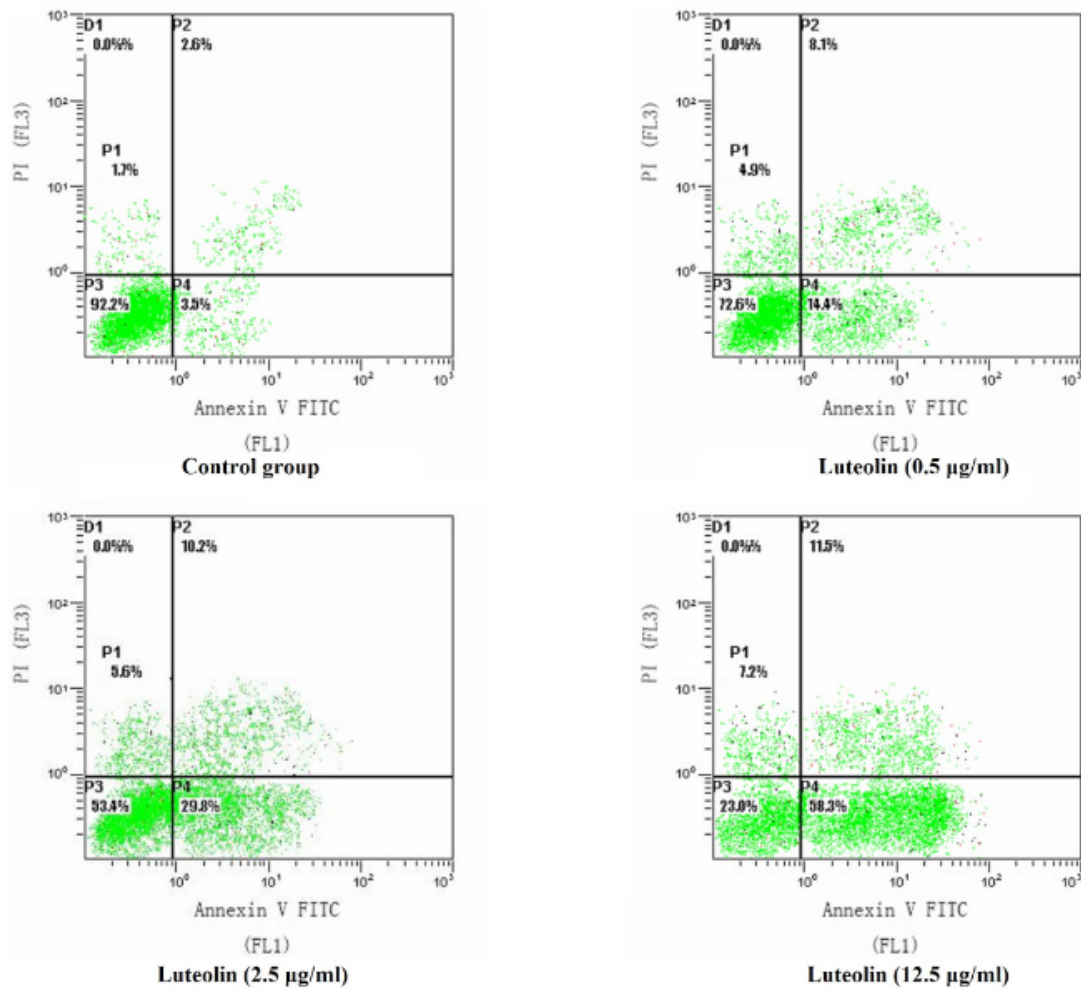 10³
D1
0.0%%
P2
2.6%
10²
PI (FL3)
P1
1.7%
10¹
10⁰
P3
92.2%
P4
3.5%
10⁰ 10¹ 10² 10³
Annexin V FITC
(FL1)
Control group
10³
D1
0.0%%
P2
8.1%
10²
PI (FL3)
P1
4.9%
10¹
10⁰
P3
72.6%
P4
14.4%
10⁰ 10¹ 10² 10³
Annexin V FITC
(FL1)
Luteolin (0.5 μg/ml)
10³
D1
0.0%%
P2
10.2%
10²
PI (FL3)
P1
5.6%
10¹
10⁰
P3
53.4%
P4
29.8%
10⁰ 10¹ 10² 10³
Annexin V FITC
(FL1)
Luteolin (2.5 μg/ml)
10³
D1
0.0%%
P2
11.5%
10²
PI (FL3)
P1
7.2%
10¹
10⁰
P3
23.0%
P4
58.3%
10⁰ 10¹ 10² 10³
Annexin V FITC
(FL1)
Luteolin (12.5 μg/ml)